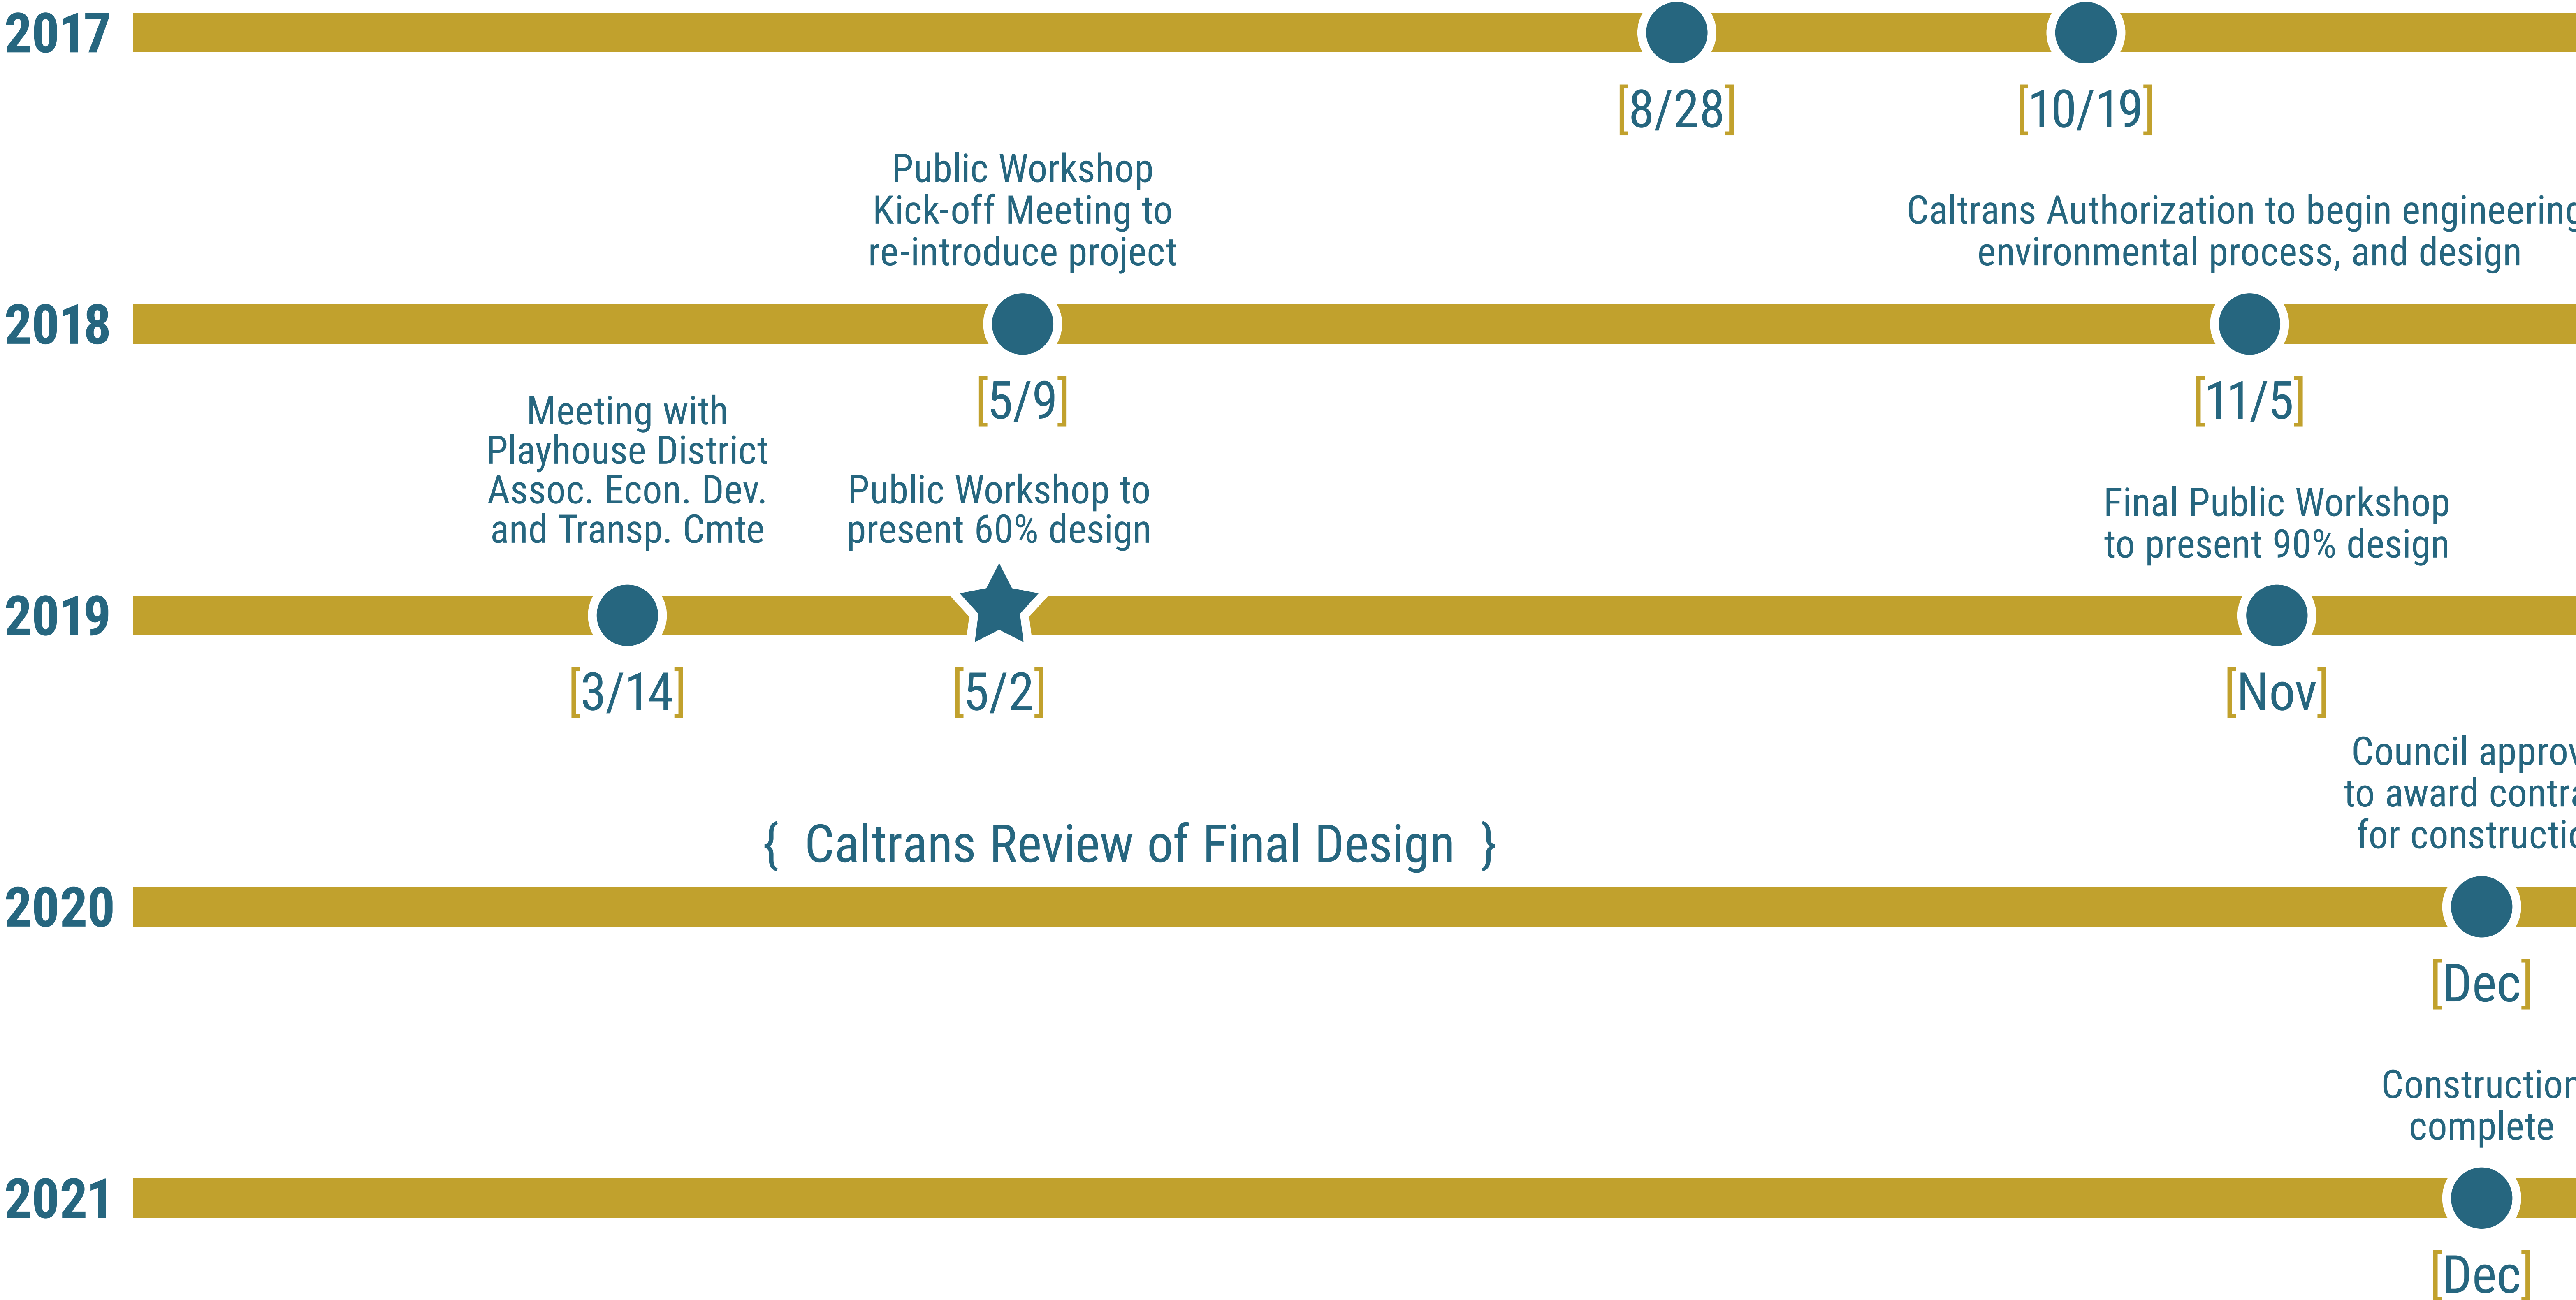 2017
[8/28]
[10/19]
Public Workshop
Kick-off Meeting to
re-introduce project
Caltrans Authorization to begin engineering
environmental process, and design
2018
[5/9]
[11/5]
Meeting with
Playhouse District
Assoc. Econ. Dev.
and Transp. Cmte
Public Workshop to
present 60% design
Final Public Workshop
to present 90% design
2019
[3/14]
[5/2]
[Nov]
{ Caltrans Review of Final Design }
Council
to award
for
2020
[Dec]
Construction
complete
2021
[Dec]